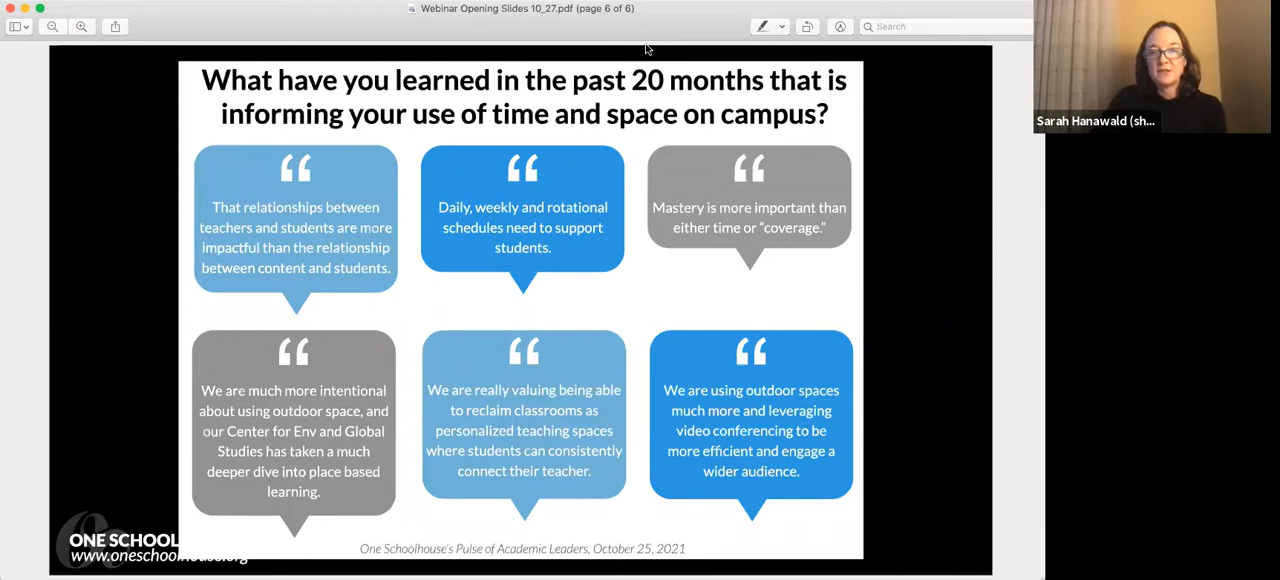 Webinar Opening Slides 10_27.pdf (page 6 of 6)
Search
Sarah Hanawald (sh...
What have you learned in the past 20 months that is
informing your use of time and space on campus?
That relationships between
teachers and students are more
impactful than the relationship
between content and students.
Daily, weekly and rotational
schedules need to support
students.
Mastery is more important than
either time or “coverage.”
We are much more intentional
about using outdoor space, and
our Center for Env and Global
Studies has taken a much
deeper dive into place based
learning.
We are really valuing being able
to reclaim classrooms as
personalized teaching spaces
where students can consistently
connect their teacher.
We are using outdoor spaces
much more and leveraging
video conferencing to be
more efficient and engage a
wider audience.
ONE SCHOOL
www.oneschoolhouse.org
One Schoolhouse's Pulse of Academic Leaders, October 25, 2021